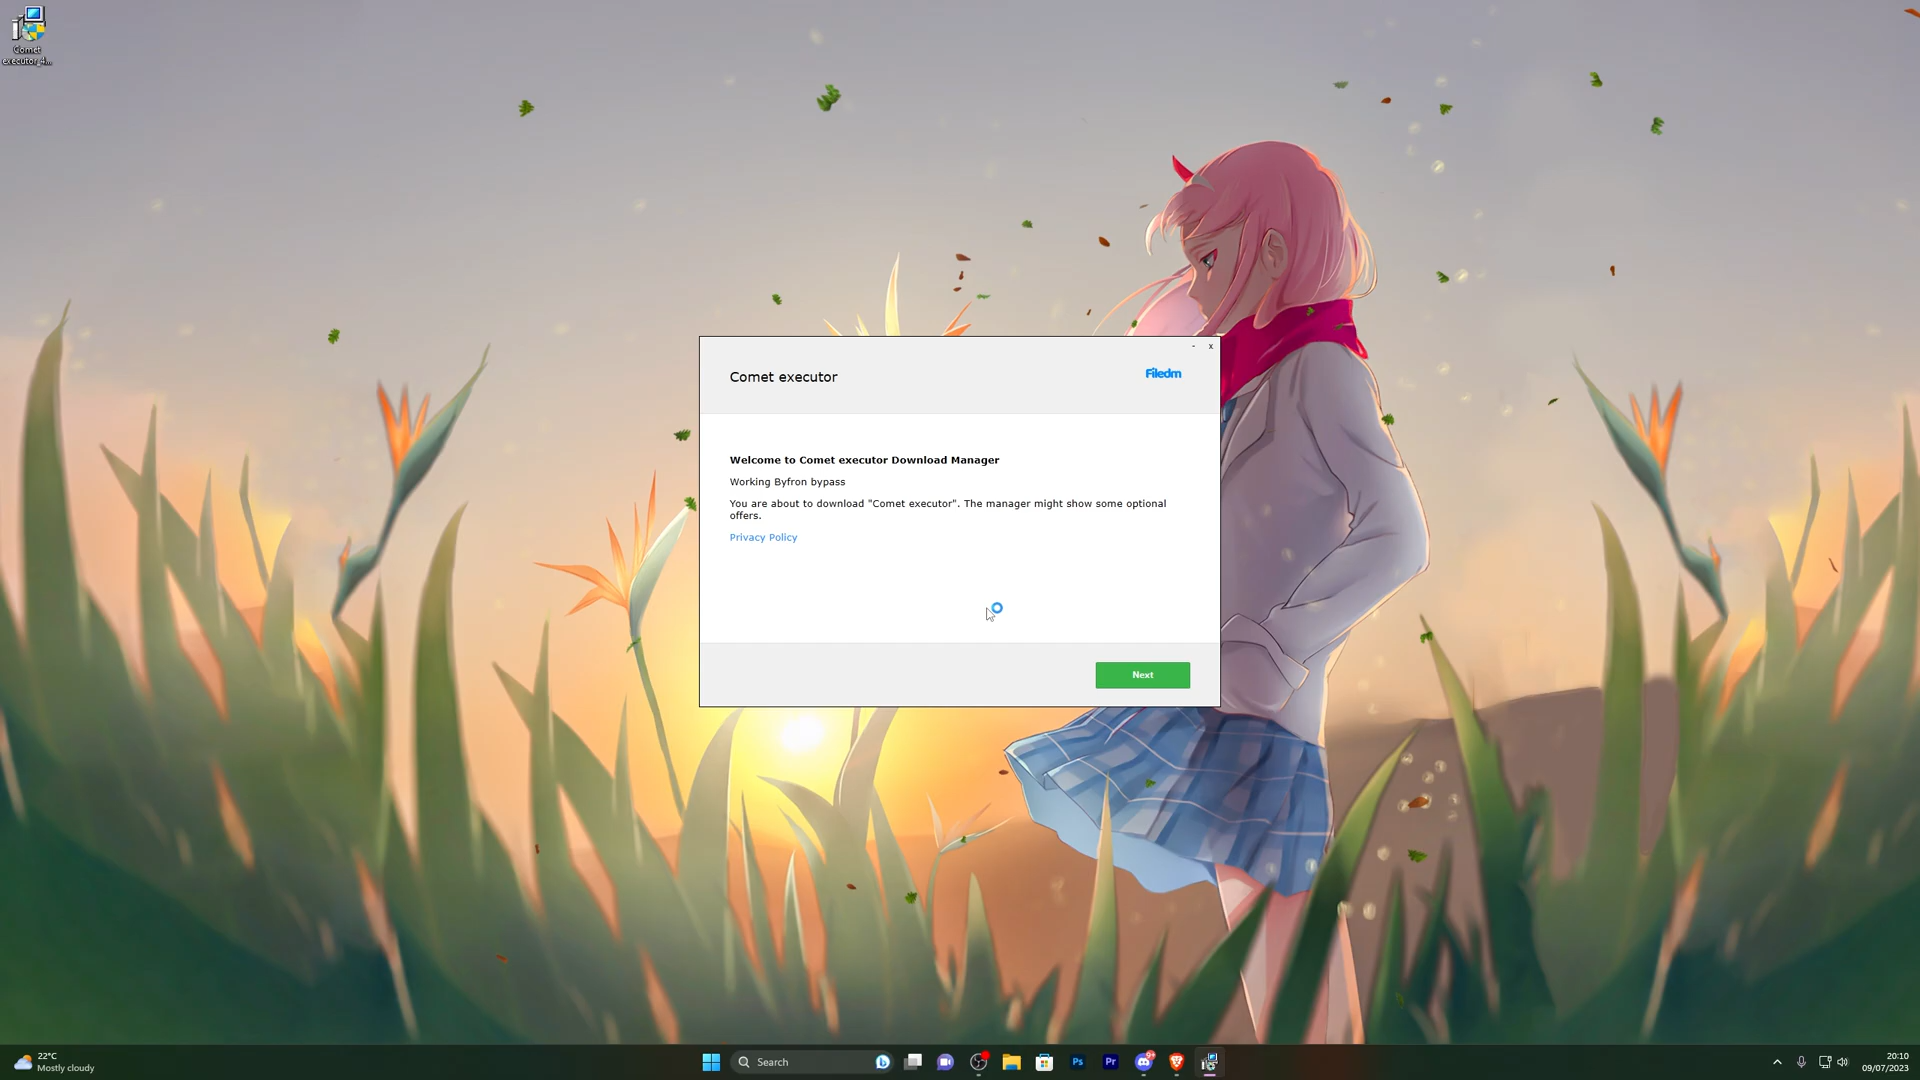 Comet
executor_4...
- x
Comet executor
Filedm
Welcome to Comet executor Download Manager
Working Byfron bypass
You are about to download "Comet executor". The manager might show some optional
offers.
Privacy Policy
Next
22°C
Mostly cloudy
Search
Ps
Pr
20:10
09/07/2023